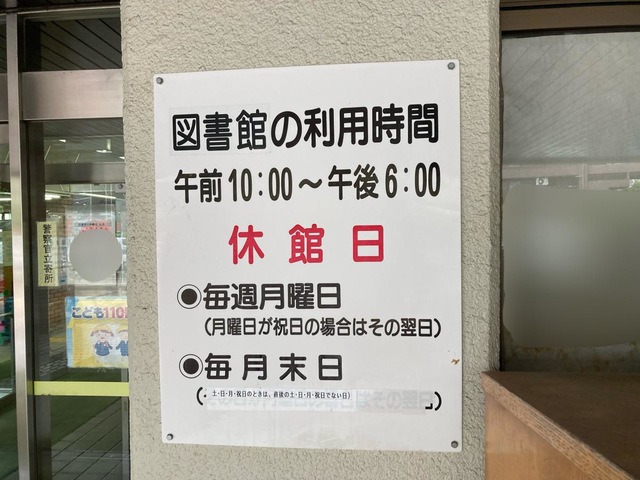 図書館の利用時間
午前10:00～午後6:00
休館日
◉毎週月曜日
（月曜日が祝日の場合はその翌日）
◉毎月末日
土・日・月・祝日のときは、直後の土・日・月・祝日でない日）
警察官立寄所
こども110